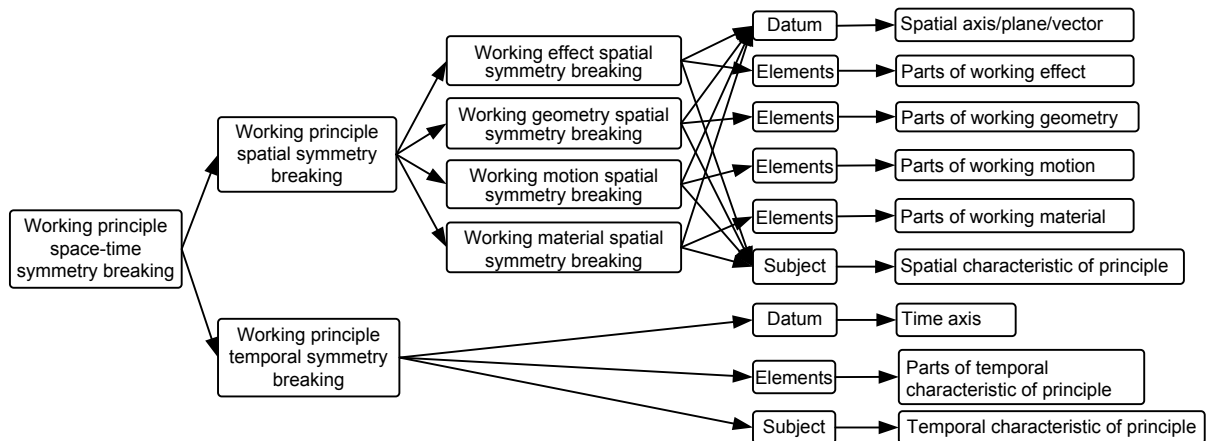 Working principle
space-time
symmetry breaking
Working principle
spatial symmetry
breaking
Working principle
temporal symmetry
breaking
Working effect spatial
symmetry breaking
Working geometry spatial
symmetry breaking
Working motion spatial
symmetry breaking
Working material spatial
symmetry breaking
Datum
Spatial axis/plane/vector
Elements
Parts of working effect
Elements
Parts of working geometry
Elements
Parts of working motion
Elements
Parts of working material
Subject
Spatial characteristic of principle
Datum
Time axis
Elements
Parts of temporal
characteristic of principle
Subject
Temporal characteristic of principle